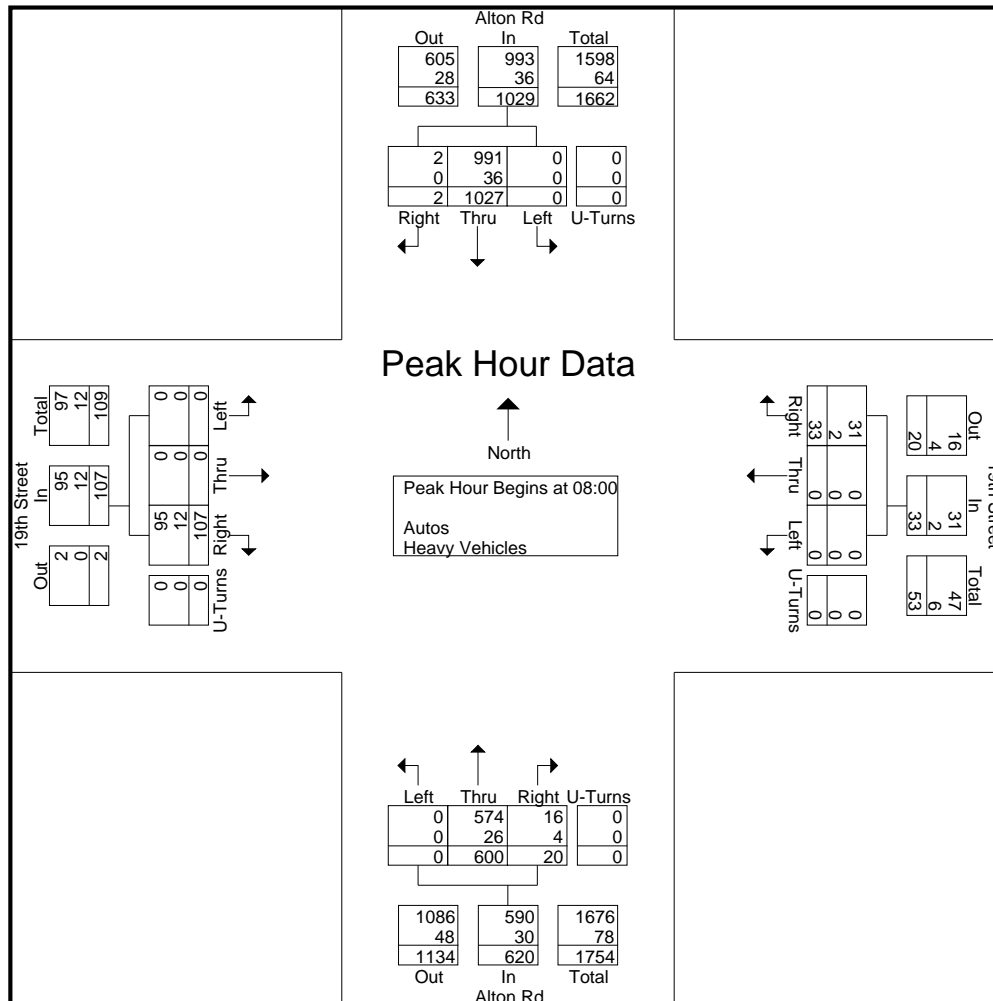 Alton Rd
Out In Total
605 993 1598
28 36 64
633 1029 1662
2 991 0 0
0 36 0 0
2 1027 0 0
Right Thru Left U-Turns
Peak Hour Data
North
Peak Hour Begins at 08:00
Autos
Heavy Vehicles
19th Street
Total In Out
97 95 2
12 12 0
109 107 2
Left Thru Right U-Turns
0 0 95 0
0 0 12 0
0 0 107 0
Right Thru Left U-Turns
31 0 0 0
2 0 0 0
33 0 0 0
Out In Total
16 31 47
4 2 6
20 33 53
Left Thru Right U-Turns
0 574 16 0
0 26 4 0
0 600 20 0
1086 590 1676
48 30 78
1134 620 1754
Out In Total
Alton Rd